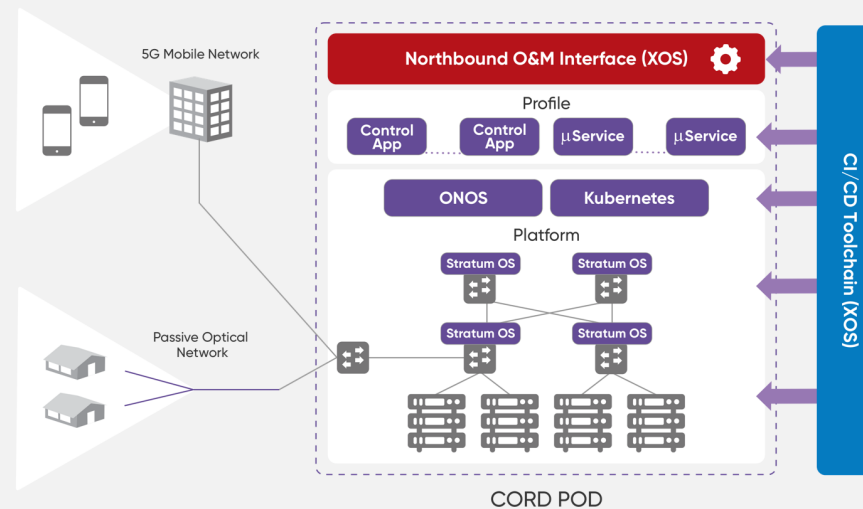 5G Mobile Network
Northbound O&M Interface (XOS)
Profile
Control
App
Control
App
μService
μService
ONOS
Kubernetes
Platform
Stratum OS
Stratum OS
Stratum OS
Stratum OS
Passive Optical
Network
CI/CD Toolchain (XOS)
CORD POD